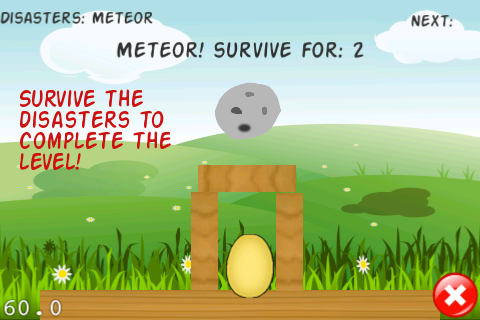 DISASTERS: METEOR
NEXT:
METEOR! SURVIVE FOR: 2
SURVIVE THE
DISASTERS TO
COMPLETE THE
LEVEL!
60.0